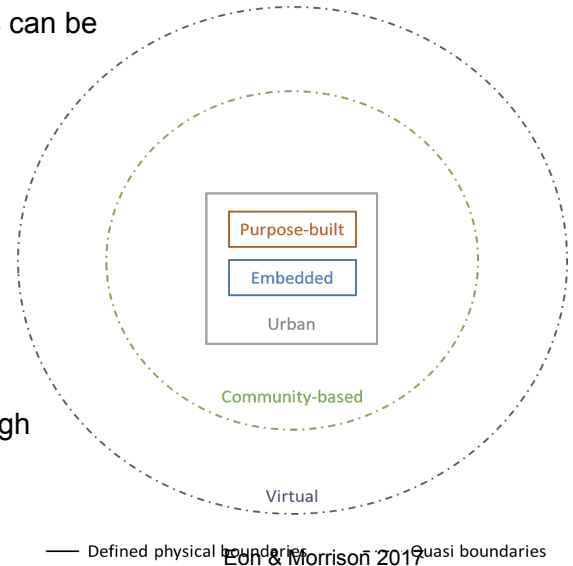 s can be
Purpose-built
Embedded
Urban
Community-based
gh
Virtual
Defined physical boundaries
Quasi boundaries
Eon & Morrison 2017